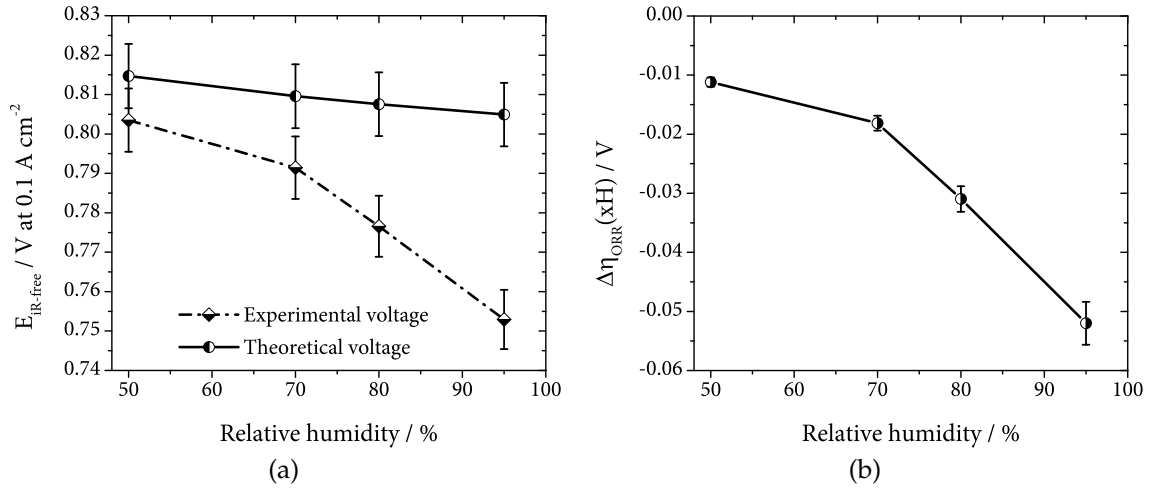 E_iR-free / V at 0.1 A cm^-2
0.83
0.82
0.81
0.80
0.79
0.78
0.77
0.76
0.75
0.74
Experimental voltage
Theoretical voltage
50 60 70 80 90 100
Relative humidity / %
(a)
Δη_ORR(xH) / V
0.00
-0.01
-0.02
-0.03
-0.04
-0.05
-0.06
50 60 70 80 90 100
Relative humidity / %
(b)